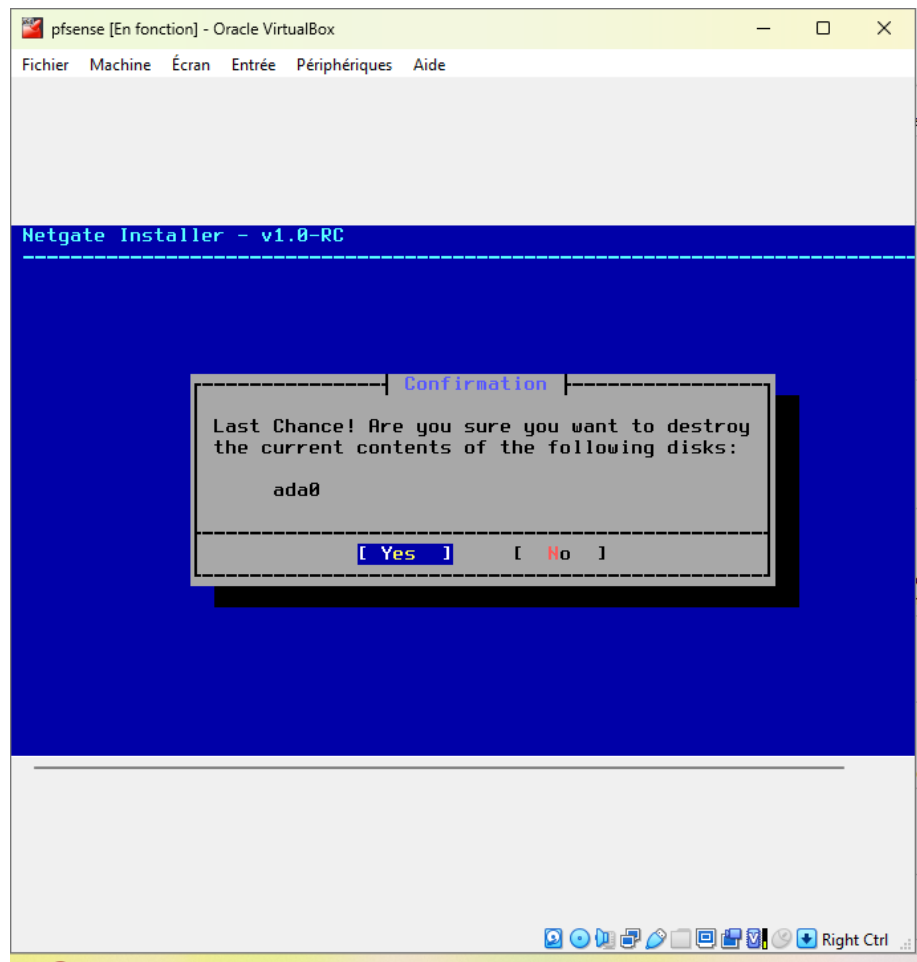 pfsense [En fonction] - Oracle VirtualBox
Fichier Machine Écran Entrée Périphériques Aide
Netgate Installer - v1.0-RC
Confirmation
Last Chance! Are you sure you want to destroy
the current contents of the following disks:
ada0
[ Yes ] [ No ]
Right Ctrl